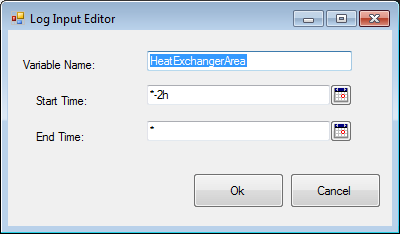 Log Input Editor
Variable Name: HeatExchangerArea
Start Time: *-2h
End Time: *
Ok Cancel